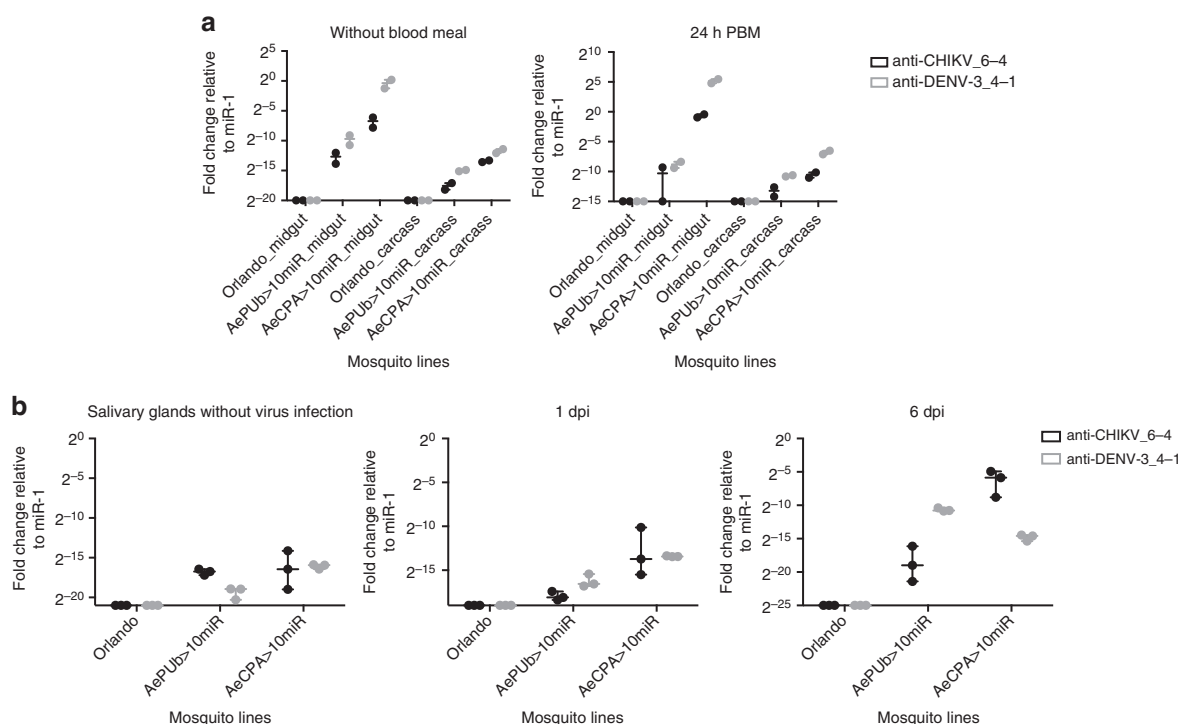 a
Without blood meal
24 h PBM
anti-CHIKV_6–4
anti-DENV-3_4–1
Fold change relative
to miR-1
2^5
2^0
2^–5
2^–10
2^–15
2^–20
Orlando_midgut
AePUb>10miR_midgut
AeCPA>10miR_midgut
Orlando_carcass
AePUb>10miR_carcass
AeCPA>10miR_carcass
Mosquito lines
Fold change relative
to miR-1
2^10
2^5
2^0
2^–5
2^–10
2^–15
Orlando_midgut
AePUb>10miR_midgut
AeCPA>10miR_midgut
Orlando_carcass
AePUb>10miR_carcass
AeCPA>10miR_carcass
Mosquito lines
b
Salivary glands without virus infection
1 dpi
6 dpi
anti-CHIKV_6–4
anti-DENV-3_4–1
Fold change relative
to miR-1
2^0
2^–5
2^–10
2^–15
2^–20
Orlando
AePUb>10miR
AeCPA>10miR
Mosquito lines
Fold change relative
to miR-1
2^0
2^–5
2^–10
2^–15
Orlando
AePUb>10miR
AeCPA>10miR
Mosquito lines
Fold change relative
to miR-1
2^0
2^–5
2^–10
2^–15
2^–20
2^–25
Orlando
AePUb>10miR
AeCPA>10miR
Mosquito lines